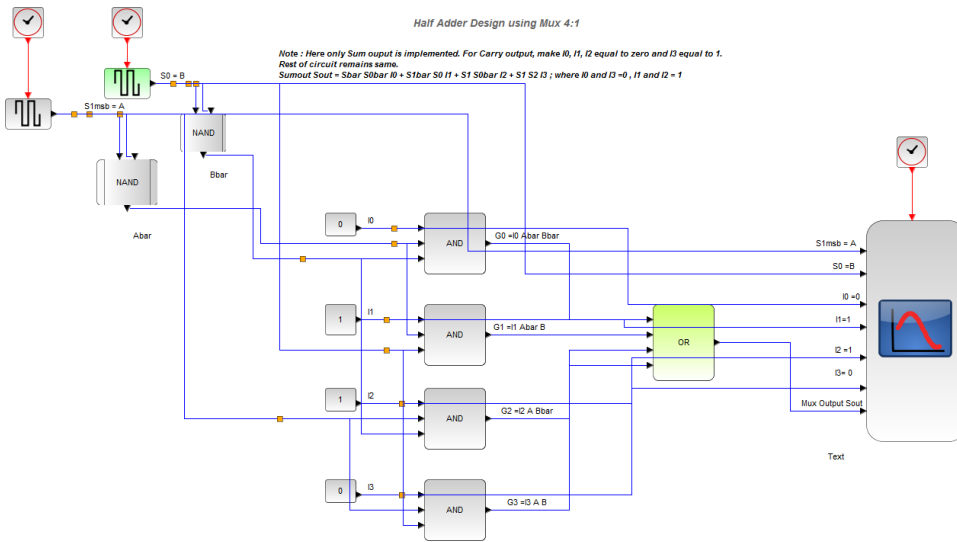 Half Adder Design using Mux 4:1
Note : Here only Sum ouput is implemented. For Carry output, make I0, I1, I2 equal to zero and I3 equal to 1.
Rest of circuit remains same.
Sumout Sout = Sbar S0bar I0 + S1bar S0 I1 + S1 S0bar I2 + S1 S2 I3 ; where I0 and I3 =0 , I1 and I2 = 1
S0 = B
S1msb = A
NAND
Bbar
NAND
Abar
0
I0
AND
G0 =I0 Abar Bbar
S1msb = A
S0 =B
I0 =0
1
I1
AND
G1 =I1 Abar B
OR
I1=1
I2 =1
I3= 0
1
I2
AND
G2 =I2 A Bbar
Mux Output Sout
Text
0
I3
AND
G3 =I3 A B